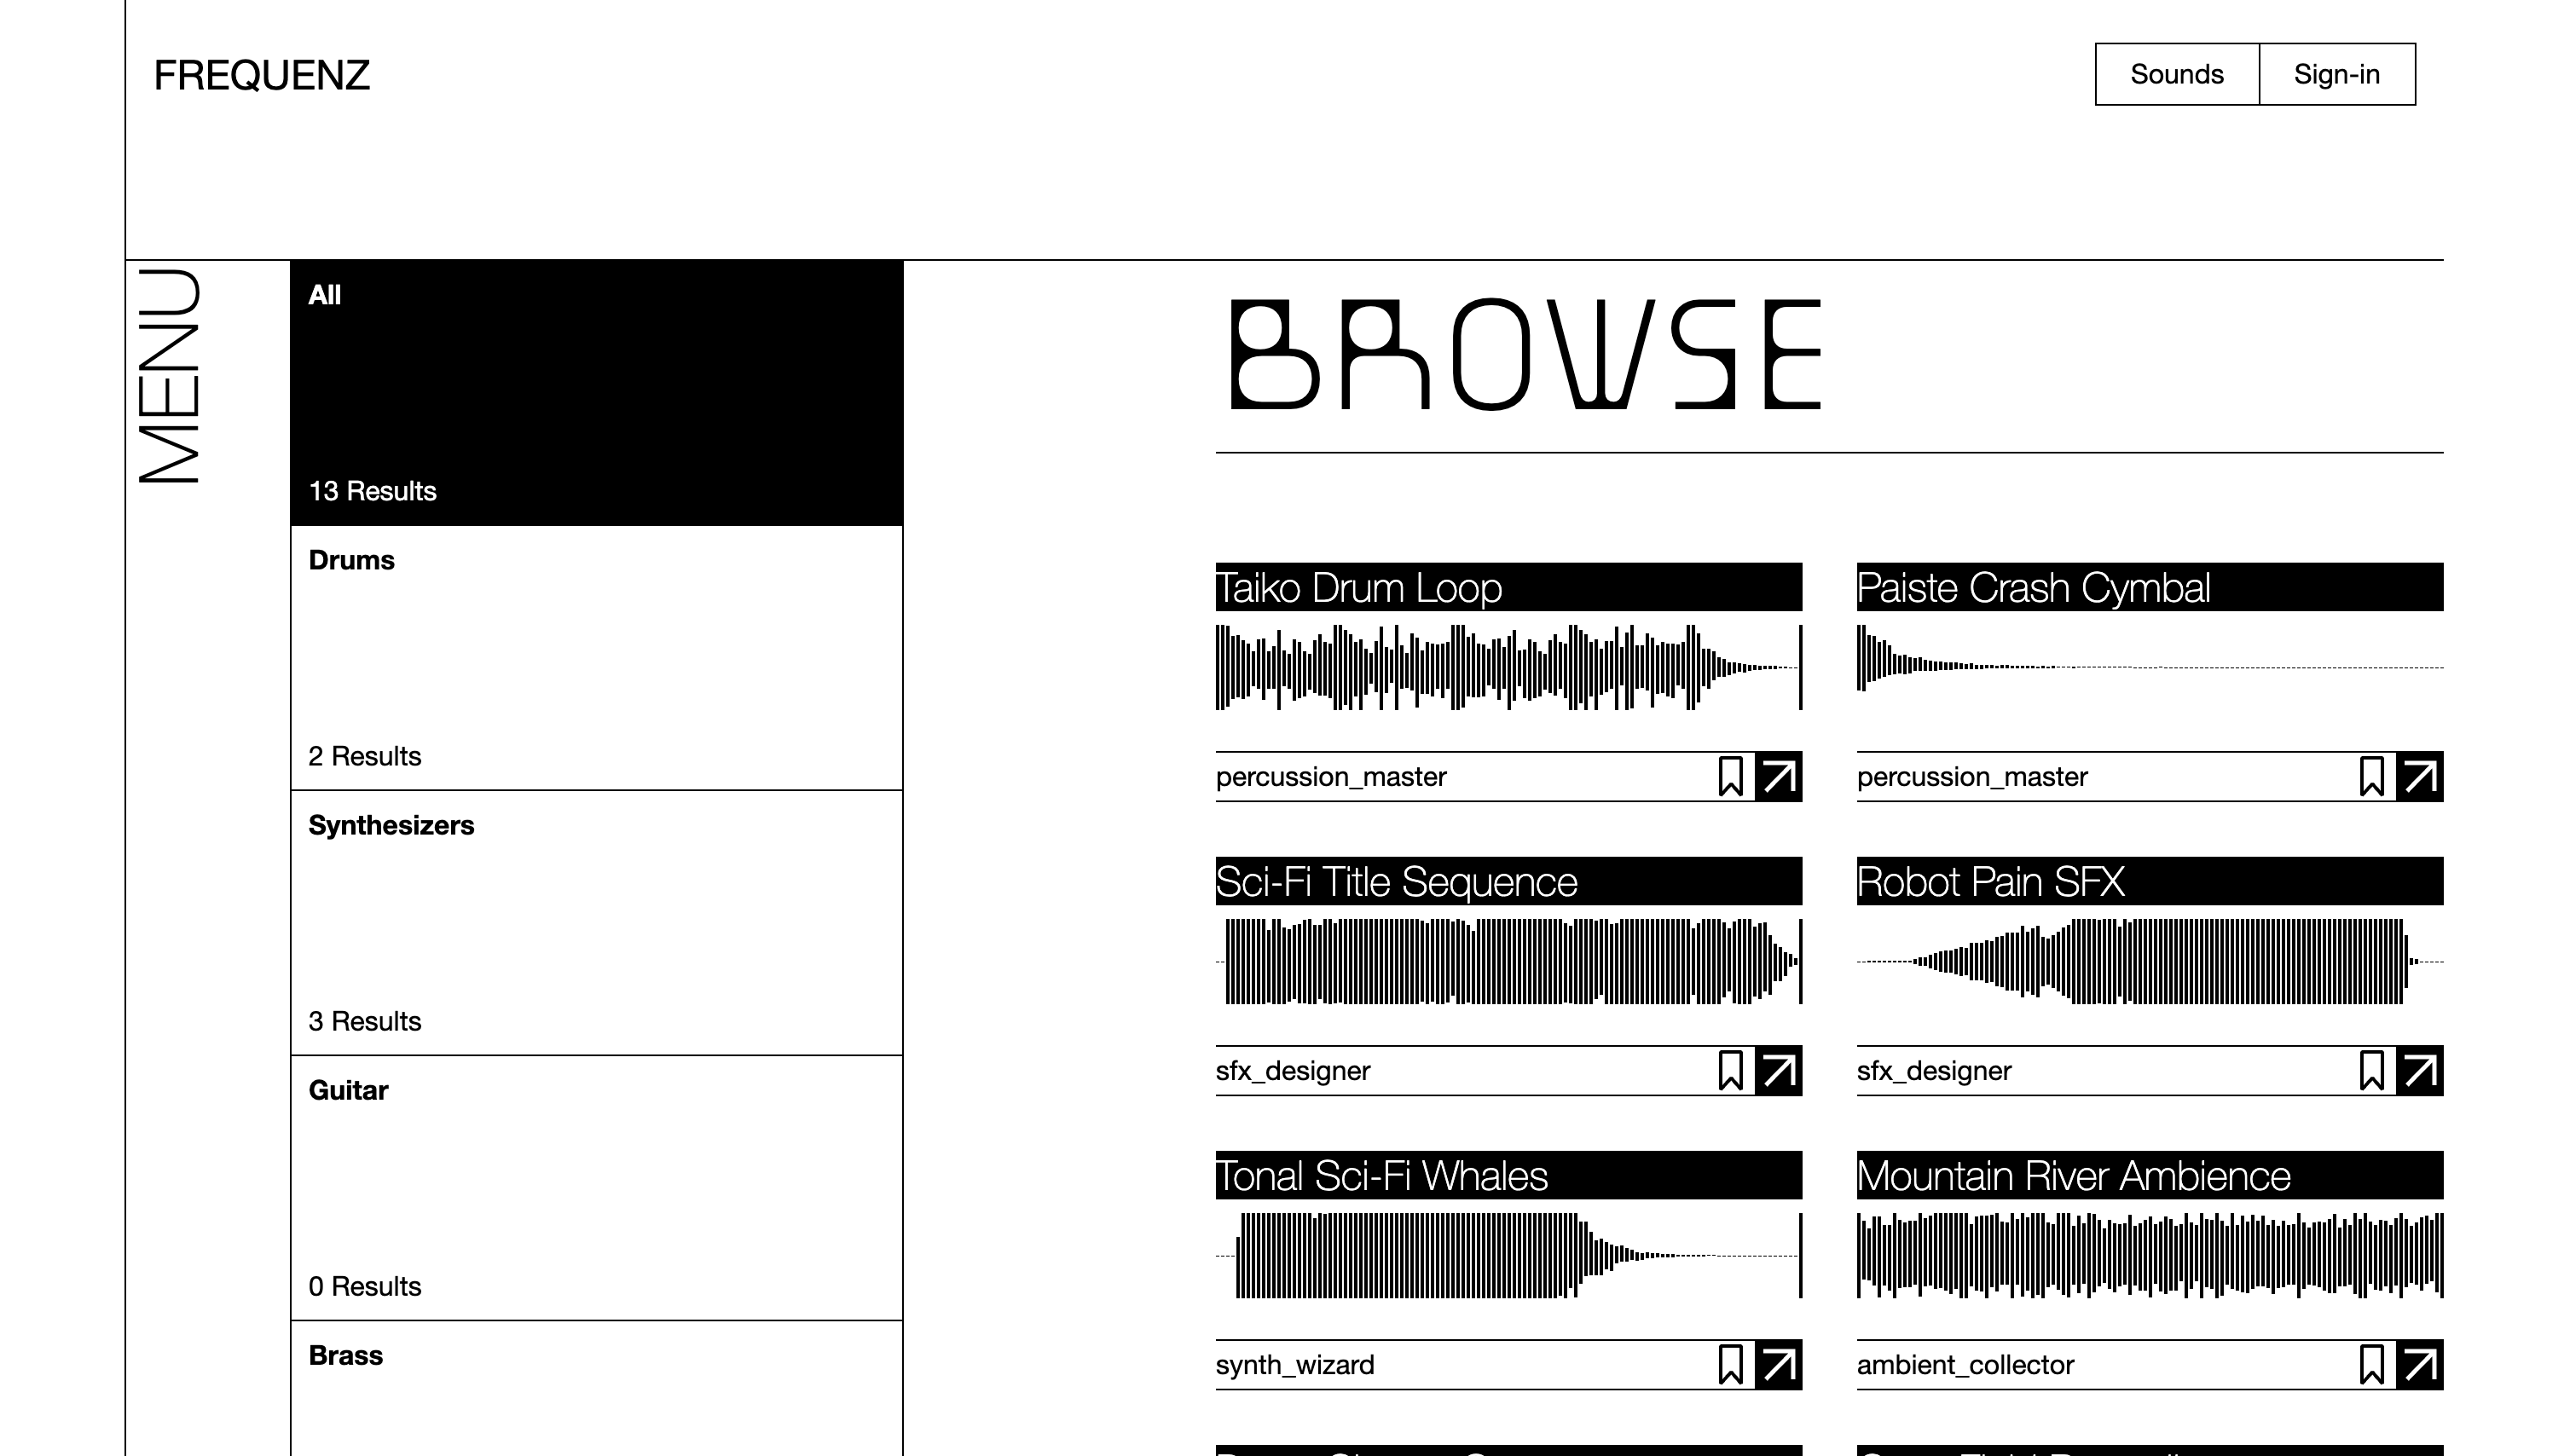 FREQUENZ
Sounds
Sign-in
MENU
All
13 Results
Drums
2 Results
Synthesizers
3 Results
Guitar
0 Results
Brass
BROWSE
Taiko Drum Loop
percussion_master
Paiste Crash Cymbal
percussion_master
Sci-Fi Title Sequence
sfx_designer
Robot Pain SFX
sfx_designer
Tonal Sci-Fi Whales
synth_wizard
Mountain River Ambience
ambient_collector